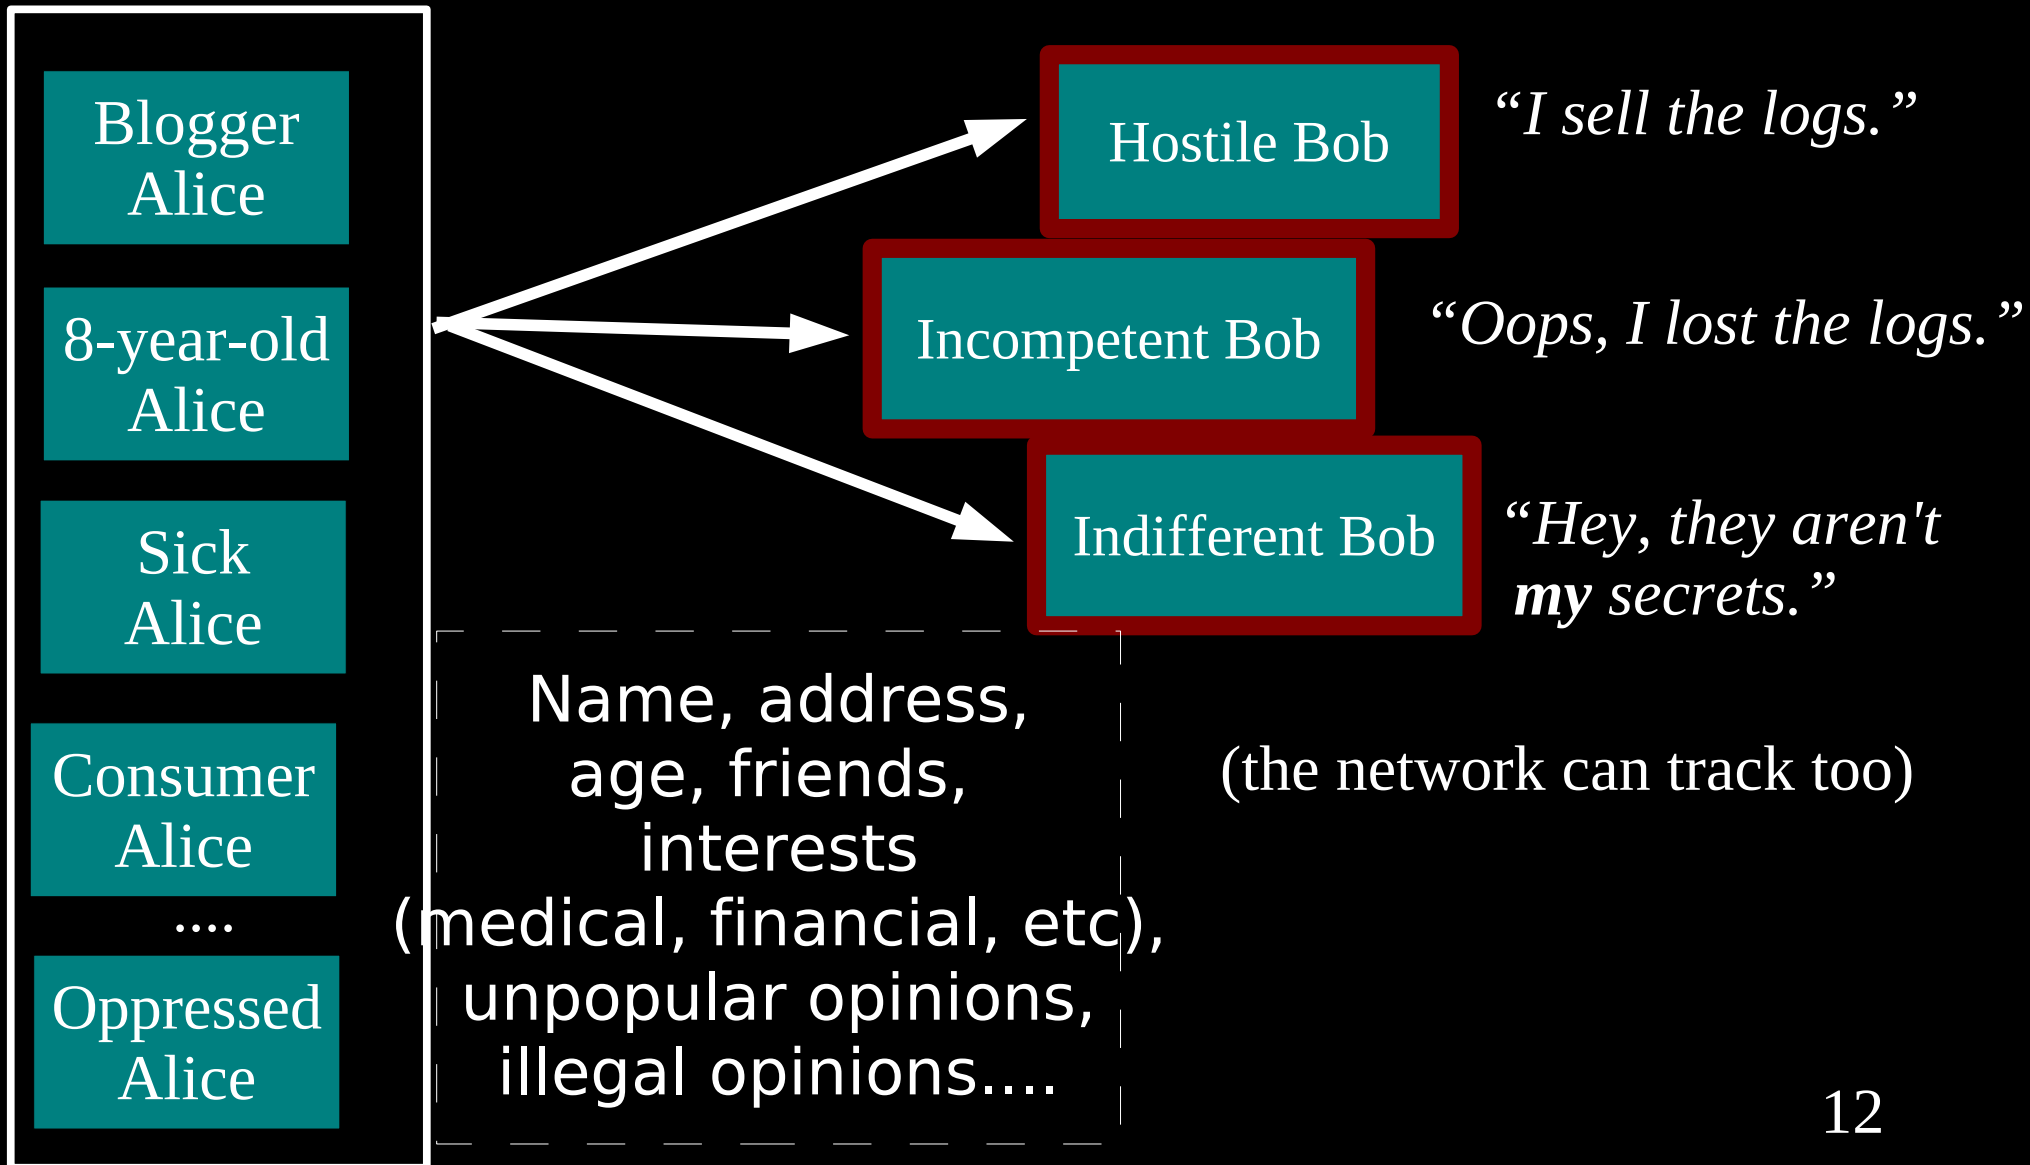 Blogger
Alice
8-year-old
Alice
Sick
Alice
Consumer
Alice
....
Oppressed
Alice
Hostile Bob
“I sell the logs.”
Incompetent Bob
“Oops, I lost the logs.”
Indifferent Bob
“Hey, they aren't
my secrets.”
Name, address,
age, friends,
interests
(medical, financial, etc),
unpopular opinions,
illegal opinions....
(the network can track too)
12